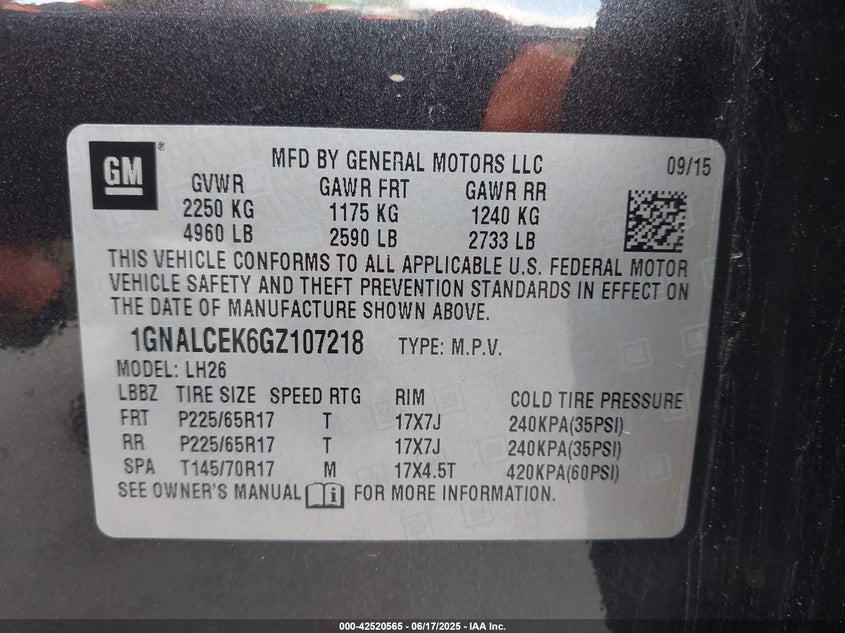 GM
MFD BY GENERAL MOTORS LLC 09/15
GVWR GAWR FRT GAWR RR
2250 KG 1175 KG 1240 KG
4960 LB 2590 LB 2733 LB
THIS VEHICLE CONFORMS TO ALL APPLICABLE U.S. FEDERAL MOTOR
VEHICLE SAFETY AND THEFT PREVENTION STANDARDS IN EFFECT ON
THE DATE OF MANUFACTURE SHOWN ABOVE.
1GNALCEK6GZ107218 TYPE: M.P.V.
MODEL: LH26
LBBZ TIRE SIZE SPEED RTG RIM COLD TIRE PRESSURE
FRT P225/65R17 T 17X7J 240KPA(35PSI)
RR P225/65R17 T 17X7J 240KPA(35PSI)
SPA T145/70R17 M 17X4.5T 420KPA(60PSI)
SEE OWNER'S MANUAL i FOR MORE INFORMATION.
000-42520565 - 06/17/2025 - IAA Inc.